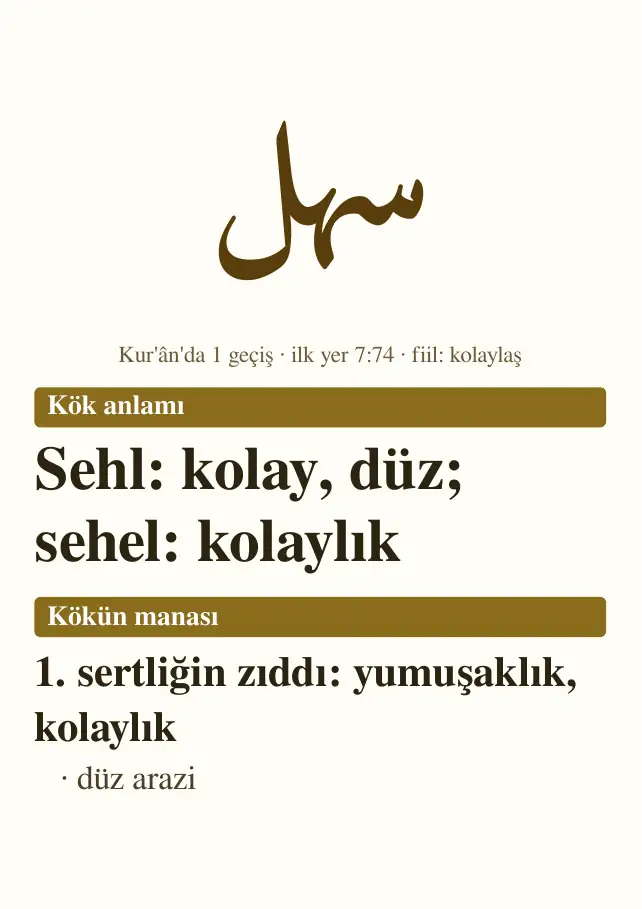 سهل
Kur'ân'da 1 geçiş · ilk yer 7:74 · fiil: kolaylaş
Kök anlamı
Sehl: kolay, düz;
sehel: kolaylık
Kökün manası
1. sertliğin zıddı: yumuşaklık,
kolaylık
· düz arazi